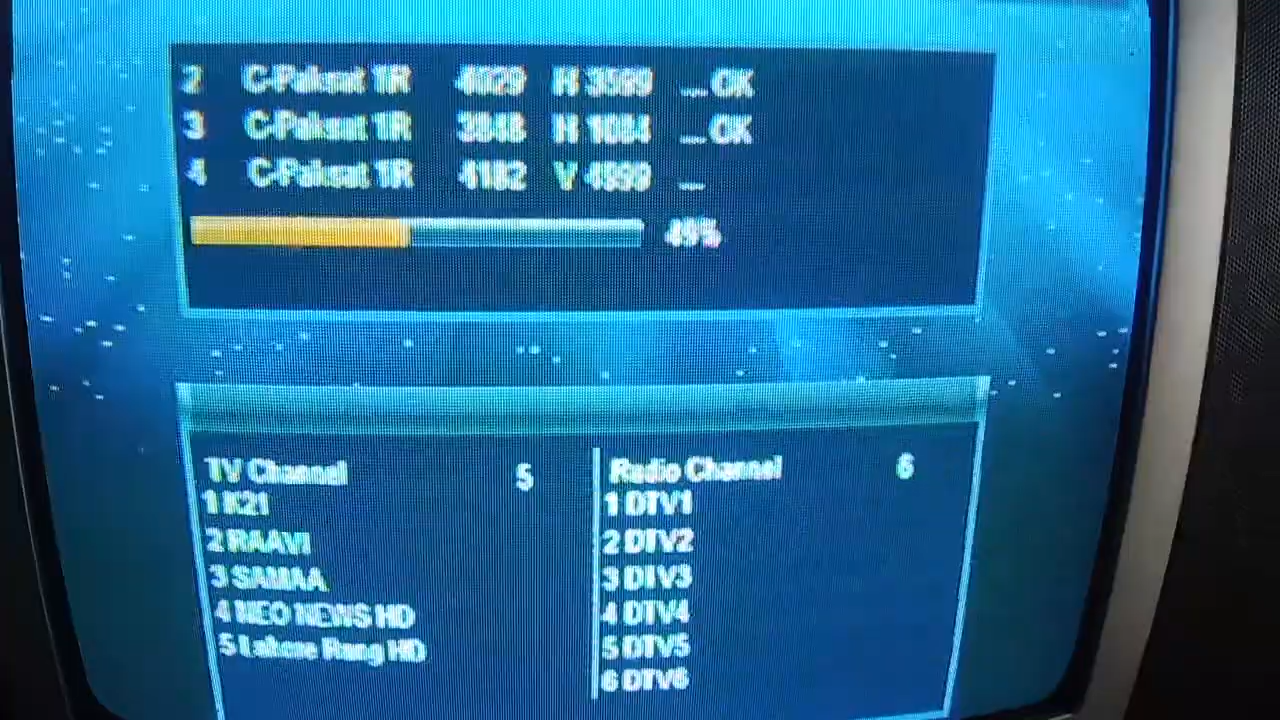 2 C-Paksat 1R 4029 H 3599 ... OK
3 C-Paksat 1R 3848 H 1084 ... OK
4 C-Paksat 1R 4182 V 4899 ...
49%
TV Channel 5
1 K21
2 RAAVI
3 SAMAA
4 NEO NEWS HD
5 Lahore Rang HD
Radio Channel 6
1 DTV1
2 DTV2
3 DTV3
4 DTV4
5 DTV5
6 DTV6